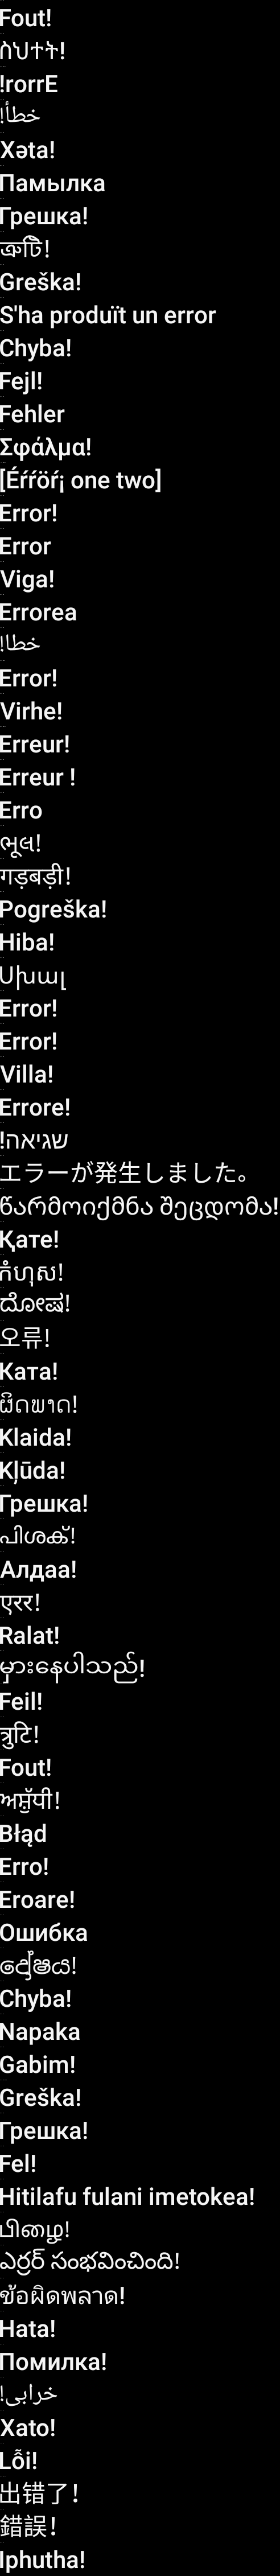 Fout!
ስህተት!
!rorrE
خطأ!
Xəta!
Памылка
Грешка!
ত্রুটি!
Greška!
S'ha produït un error
Chyba!
Fejl!
Fehler
Σφάλμα!
[Éŕŕöŕ¡ one two]
Error!
Error
Viga!
Errorea
خطا!
Error!
Virhe!
Erreur!
Erreur !
Erro
ભૂલ!
गड़बड़ी!
Pogreška!
Hiba!
Սխալ
Error!
Error!
Villa!
Errore!
שגיאה!
エラーが発生しました。
წარმოიქმნა შეცდომა!
Қате!
កំហុស!
ದೋಷ!
오류!
Ката!
ຜິດພາດ!
Klaida!
Kļūda!
Грешка!
പിശക്!
Алдаа!
एरर!
Ralat!
မှားနေပါသည်!
Feil!
त्रुटि!
Fout!
ਅਸ਼ੁੱਧੀ!
Błąd
Erro!
Eroare!
Ошибка
දෝෂය!
Chyba!
Napaka
Gabim!
Greška!
Грешка!
Fel!
Hitilafu fulani imetokea!
பிழை!
ఎర్రర్ సంభవించింది!
ข้อผิดพลาด!
Hata!
Помилка!
خرابی!
Xato!
Lỗi!
出错了！
錯誤！
Iphutha!